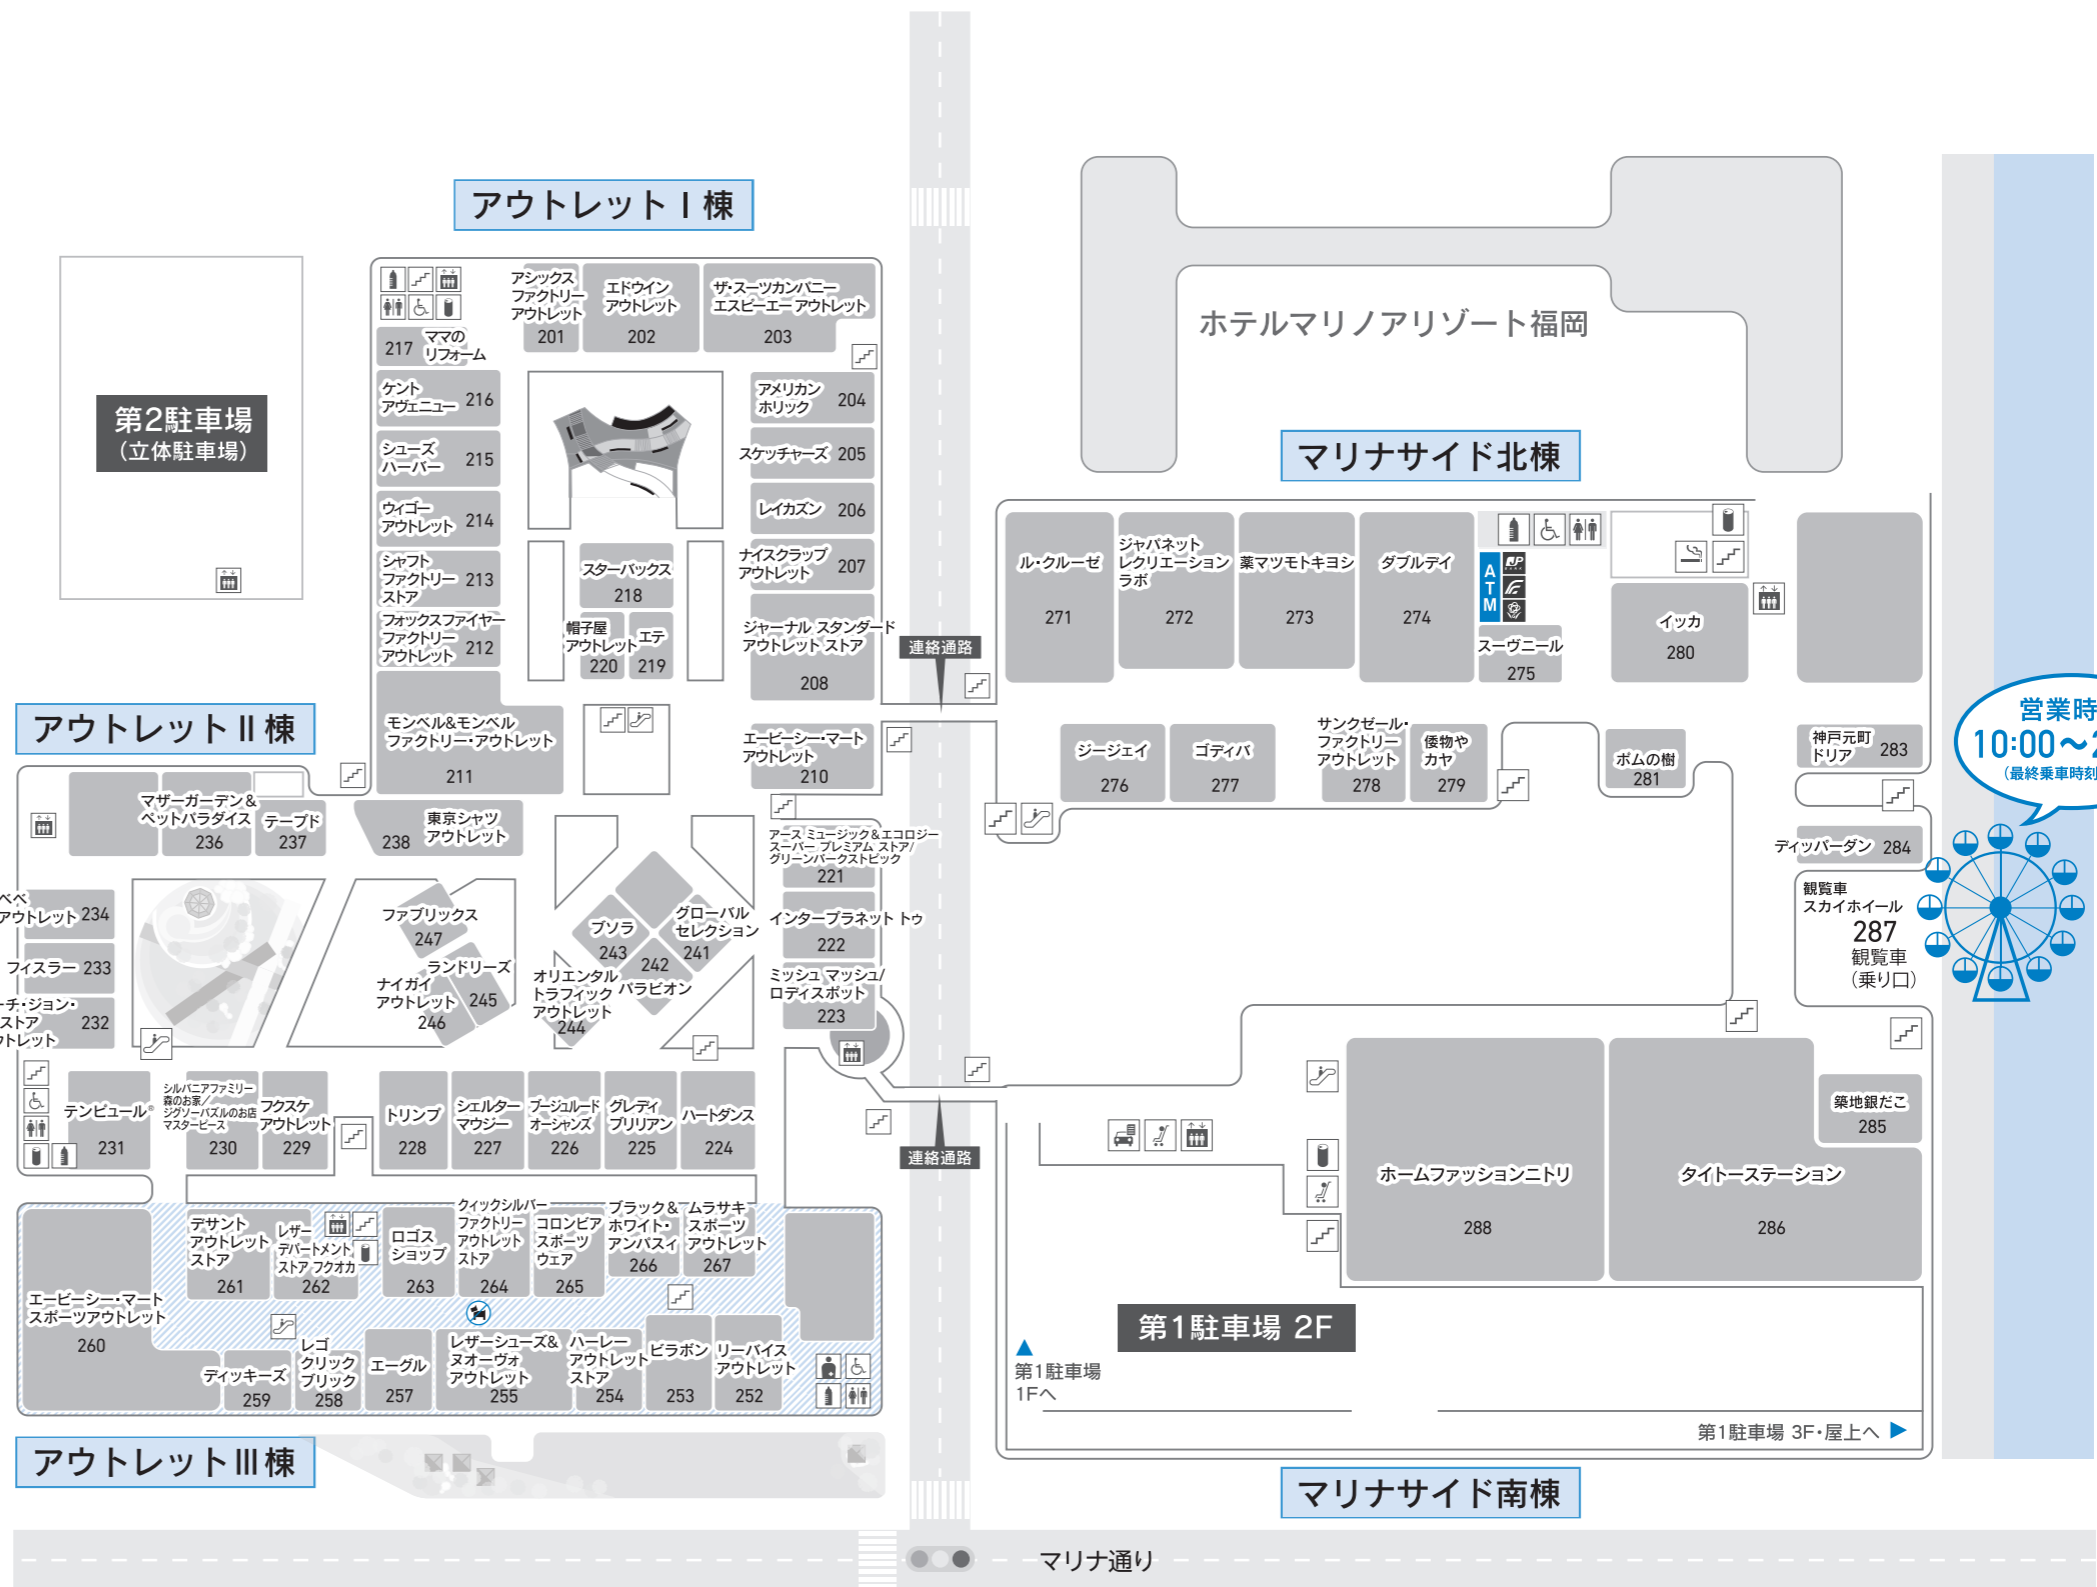 アウトレットⅠ棟
第2駐車場
(立体駐車場)
アシックス
ファクトリー
アウトレット
201
エドウイン
アウトレット
202
ザ・スーツカンパニー
エスピーエー アウトレット
203
217
ママの
リフォーム
ケント
アヴェニュー
216
シューズ
ハーバー
215
ウィゴー
アウトレット
214
シャフト
ファクトリー
ストア
213
フォックスファイヤー
ファクトリー
アウトレット
212
モンベル&モンベル
ファクトリー・アウトレット
211
アメリカン
ホリック
204
スケッチャーズ 205
レイカズン 206
ナイスクラップ
アウトレット
207
ジャーナル スタンダード
アウトレット ストア
208
エービーシー・マート
アウトレット
210
スターバックス
218
帽子屋
アウトレット
220
エテ
219
連絡通路
ホテルマリノアリゾート福岡
マリナサイド北棟
ル・クルーゼ
271
ジャパネット
レクリエーション
ラボ
272
薬マツモトキヨシ
273
ダブルデイ
274
ATM
スーヴニール
275
イッカ
280
ジージェイ
276
ゴディバ
277
サンクゼール・
ファクトリー
アウトレット
278
倭物や
カヤ
279
ポムの樹
281
神戸元町
ドリア
283
ディッパーダン 284
営業時
10:00～2
(最終乗車時刻
観覧車
スカイホイール
287
観覧車
(乗り口)
アウトレットⅡ棟
マザーガーデン&
ペットパラダイス
236
テーブド
237
238
東京シャツ
アウトレット
べべ
アウトレット 234
フィスラー 233
ーチ・ジョン・
ストア
ウトレット
232
ファブリックス
247
ランドリーズ
245
ナイガイ
アウトレット
246
ブソラ
243
グローバル
セレクション
241
242
パラビオン
オリエンタル
トラフィック
アウトレット
244
アース ミュージック&エコロジー
スーパー プレミアム ストア/
グリーンパークストピック
221
インタープラネット トゥ
222
ミッシュ マッシュ/
ロディスポット
223
テンピュール®
231
シルバニアファミリー
森のお家/
ジグソーパズルのお店
マスターピース
230
フクスケ
アウトレット
229
トリンプ
228
シェルター
マウジー
227
ブージュルード
オーシャンズ
226
グレディ
ブリリアン
225
ハートダンス
224
連絡通路
エービーシー・マート
スポーツアウトレット
260
デサント
アウトレット
ストア
261
レザー
デパートメント
ストア フクオカ
262
ロゴス
ショップ
263
クィックシルバー
ファクトリー
アウトレット
ストア
264
コロンビア
スポーツ
ウェア
265
ブラック&
ホワイト・
アンパスィ
266
ムラサキ
スポーツ
アウトレット
267
ディッキーズ
259
レゴ
クリック
ブリック
258
エーグル
257
レザーシューズ&
ヌオーヴォ
アウトレット
255
ハーレー
アウトレット
ストア
254
ビラボン
253
リーバイス
アウトレット
252
アウトレットⅢ棟
ホームファッションニトリ
288
タイトーステーション
286
築地銀だこ
285
第1駐車場 2F
第1駐車場
1Fへ
第1駐車場 3F・屋上へ
マリナサイド南棟
マリナ通り